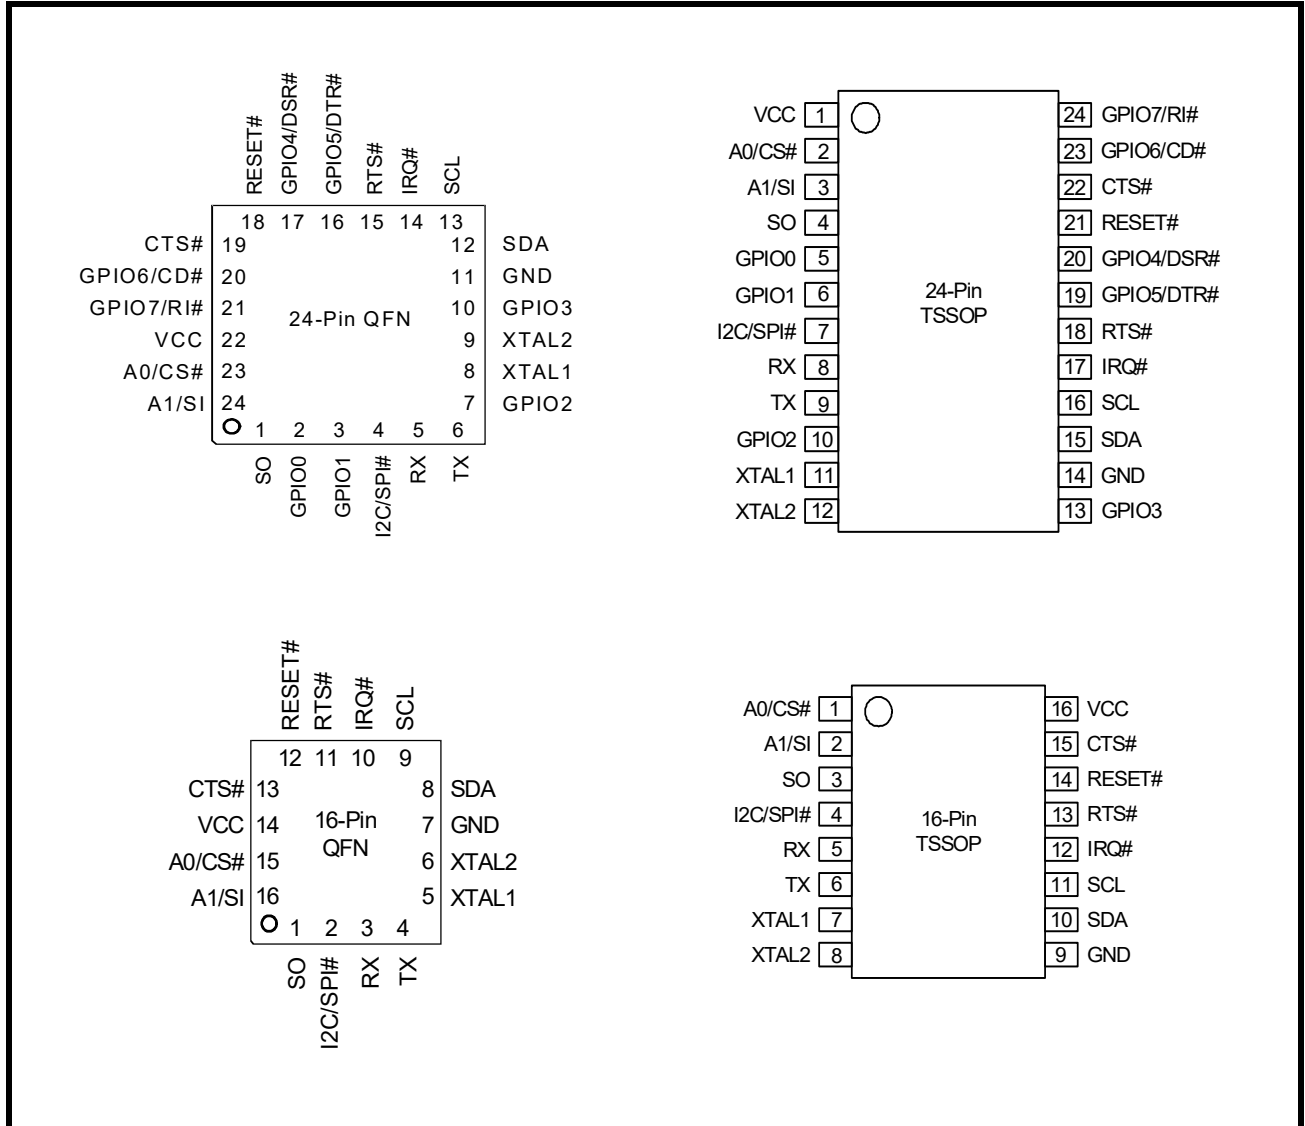 RESET#
GPIO4/DSR#
GPIO5/DTR#
RTS#
IRQ#
SCL
18 17 16 15 14 13
CTS# 19 12 SDA
GPIO6/CD# 20 11 GND
GPIO7/RI# 21 10 GPIO3
24-Pin QFN
VCC 22 9 XTAL2
A0/CS# 23 8 XTAL1
A1/SI 24 7 GPIO2
1 2 3 4 5 6
SO
GPIO0
GPIO1
I2C/SPI#
RX
TX
VCC 1 24 GPIO7/RI#
A0/CS# 2 23 GPIO6/CD#
A1/SI 3 22 CTS#
SO 4 21 RESET#
GPIO0 5 20 GPIO4/DSR#
GPIO1 6 19 GPIO5/DTR#
24-Pin
TSSOP
I2C/SPI# 7 18 RTS#
RX 8 17 IRQ#
TX 9 16 SCL
GPIO2 10 15 SDA
XTAL1 11 14 GND
XTAL2 12 13 GPIO3
RESET#
RTS#
IRQ#
SCL
12 11 10 9
CTS# 13 8 SDA
VCC 14 7 GND
16-Pin
QFN
A0/CS# 15 6 XTAL2
A1/SI 16 5 XTAL1
1 2 3 4
SO
I2C/SPI#
RX
TX
A0/CS# 1 16 VCC
A1/SI 2 15 CTS#
SO 3 14 RESET#
I2C/SPI# 4 13 RTS#
16-Pin
TSSOP
RX 5 12 IRQ#
TX 6 11 SCL
XTAL1 7 10 SDA
XTAL2 8 9 GND